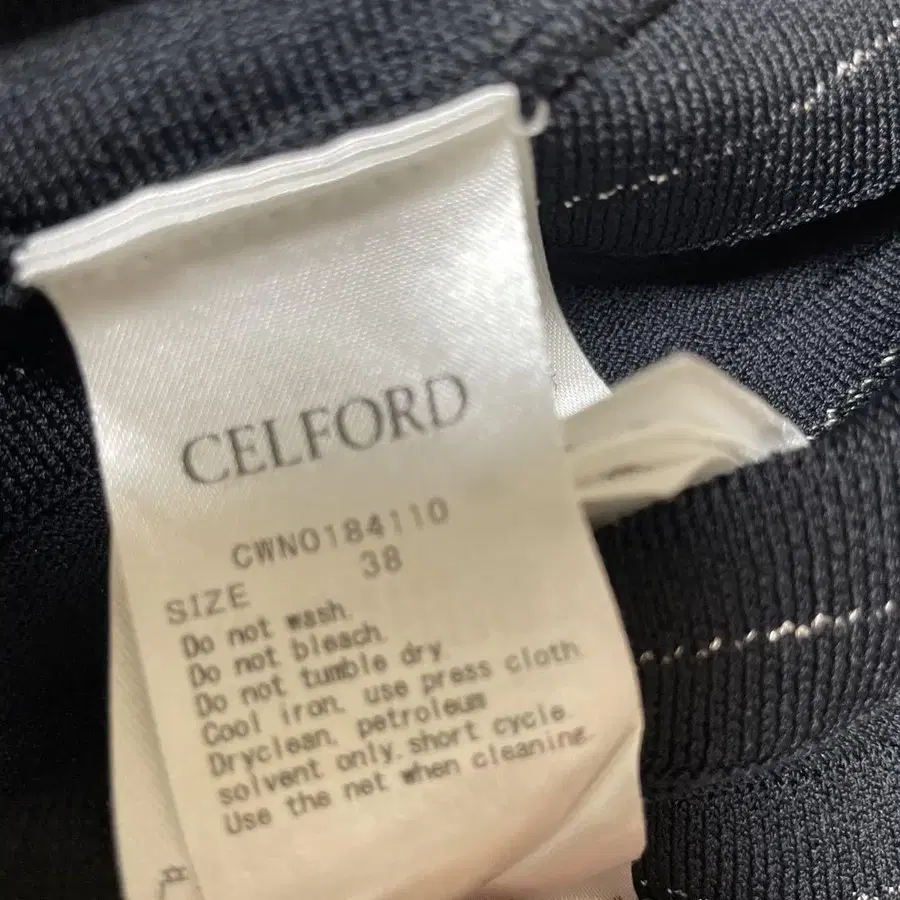 CELFORD
CWNO184110
SIZE 38
Do not wash.
Do not bleach.
Do not tumble dry.
Cool iron, use press cloth.
Dryclean, petroleum
solvent only.short cycle.
Use the net when cleaning.